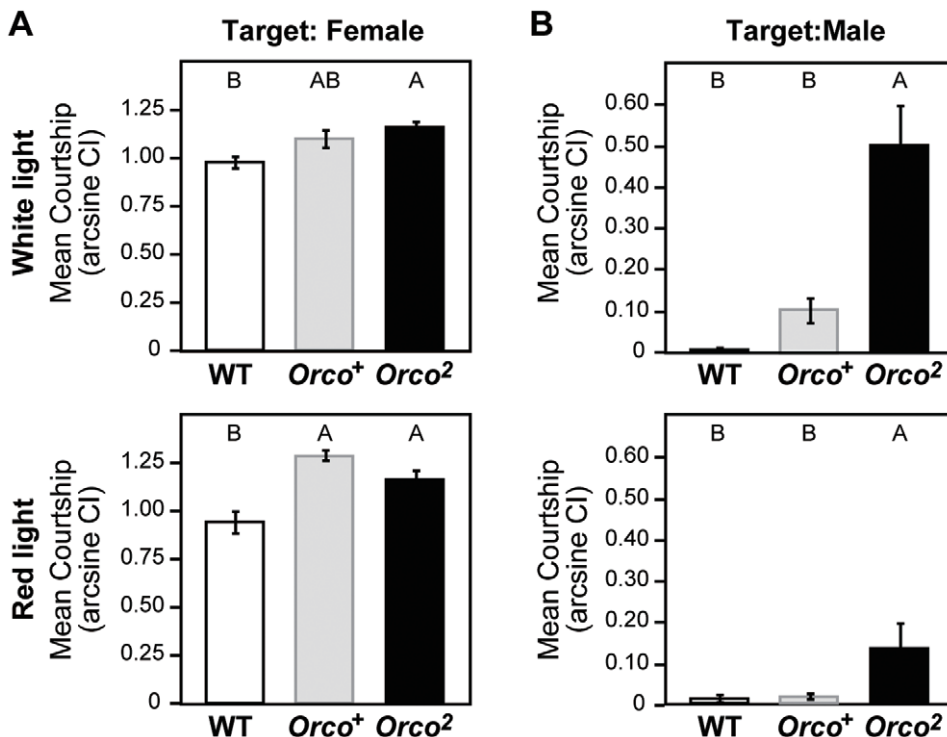 A
Target: Female
White light
Mean Courtship
(arcsine CI)
1.25
1.00
0.75
0.25
0
B
AB
A
WT
Orco⁺
Orco²
B
Target:Male
Mean Courtship
(arcsine CI)
0.60
0.50
0.40
0.30
0.20
0.10
0
B
B
A
WT
Orco⁺
Orco²
Red light
Mean Courtship
(arcsine CI)
1.25
1.00
0.75
0.50
0.25
0
B
A
A
WT
Orco⁺
Orco²
Mean Courtship
(arcsine CI)
0.60
0.50
0.40
0.30
0.20
0.10
0
B
B
A
WT
Orco⁺
Orco²